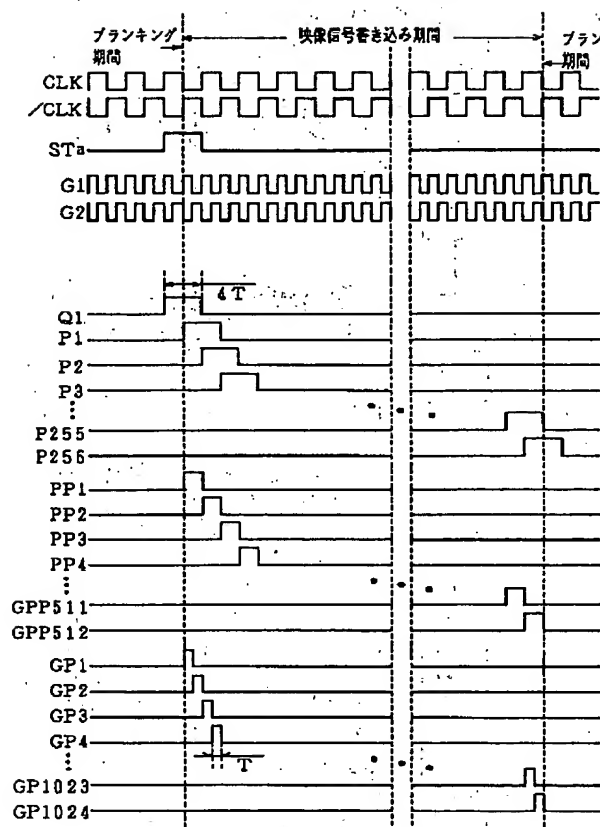 ブランキング
期間
映像信号書き込み期間
ブラン
期間
CLK
/CLK
STa
G1
G2
4T
Q1
P1
P2
P3
P255
P256
PP1
PP2
PP3
PP4
GPP511
GPP512
GP1
GP2
GP3
GP4
T
GP1023
GP1024